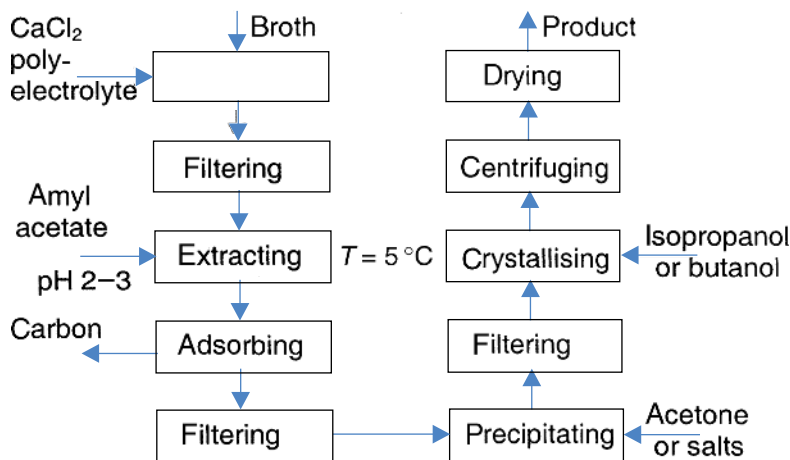 CaCl₂
poly-
electrolyte
Broth
Filtering
Amyl
acetate
pH 2–3
Extracting
T = 5 °C
Carbon
Adsorbing
Filtering
Product
Drying
Centrifuging
Crystallising
Isopropanol
or butanol
Filtering
Precipitating
Acetone
or salts